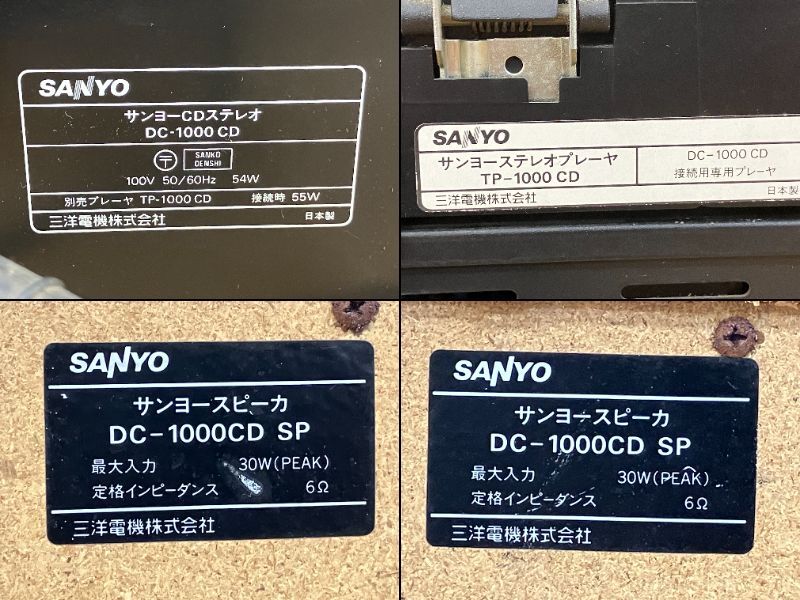 SANYO
サンヨーCDステレオ
DC-1000 CD
SANKO
DENSHI
100V 50/60Hz 54W
別売プレーヤ TP-1000 CD 接続時 55W
三洋電機株式会社 日本製
SANYO
サンヨーステレオプレーヤ
TP-1000 CD
DC-1000 CD
接続用専用プレーヤ
三洋電機株式会社 日本製
SANYO
サンヨースピーカ
DC-1000CD SP
最大入力 30W(PEAK)
定格インピーダンス 6Ω
三洋電機株式会社
SANYO
サンヨースピーカ
DC-1000CD SP
最大入力 30W(PEAK)
定格インピーダンス 6Ω
三洋電機株式会社